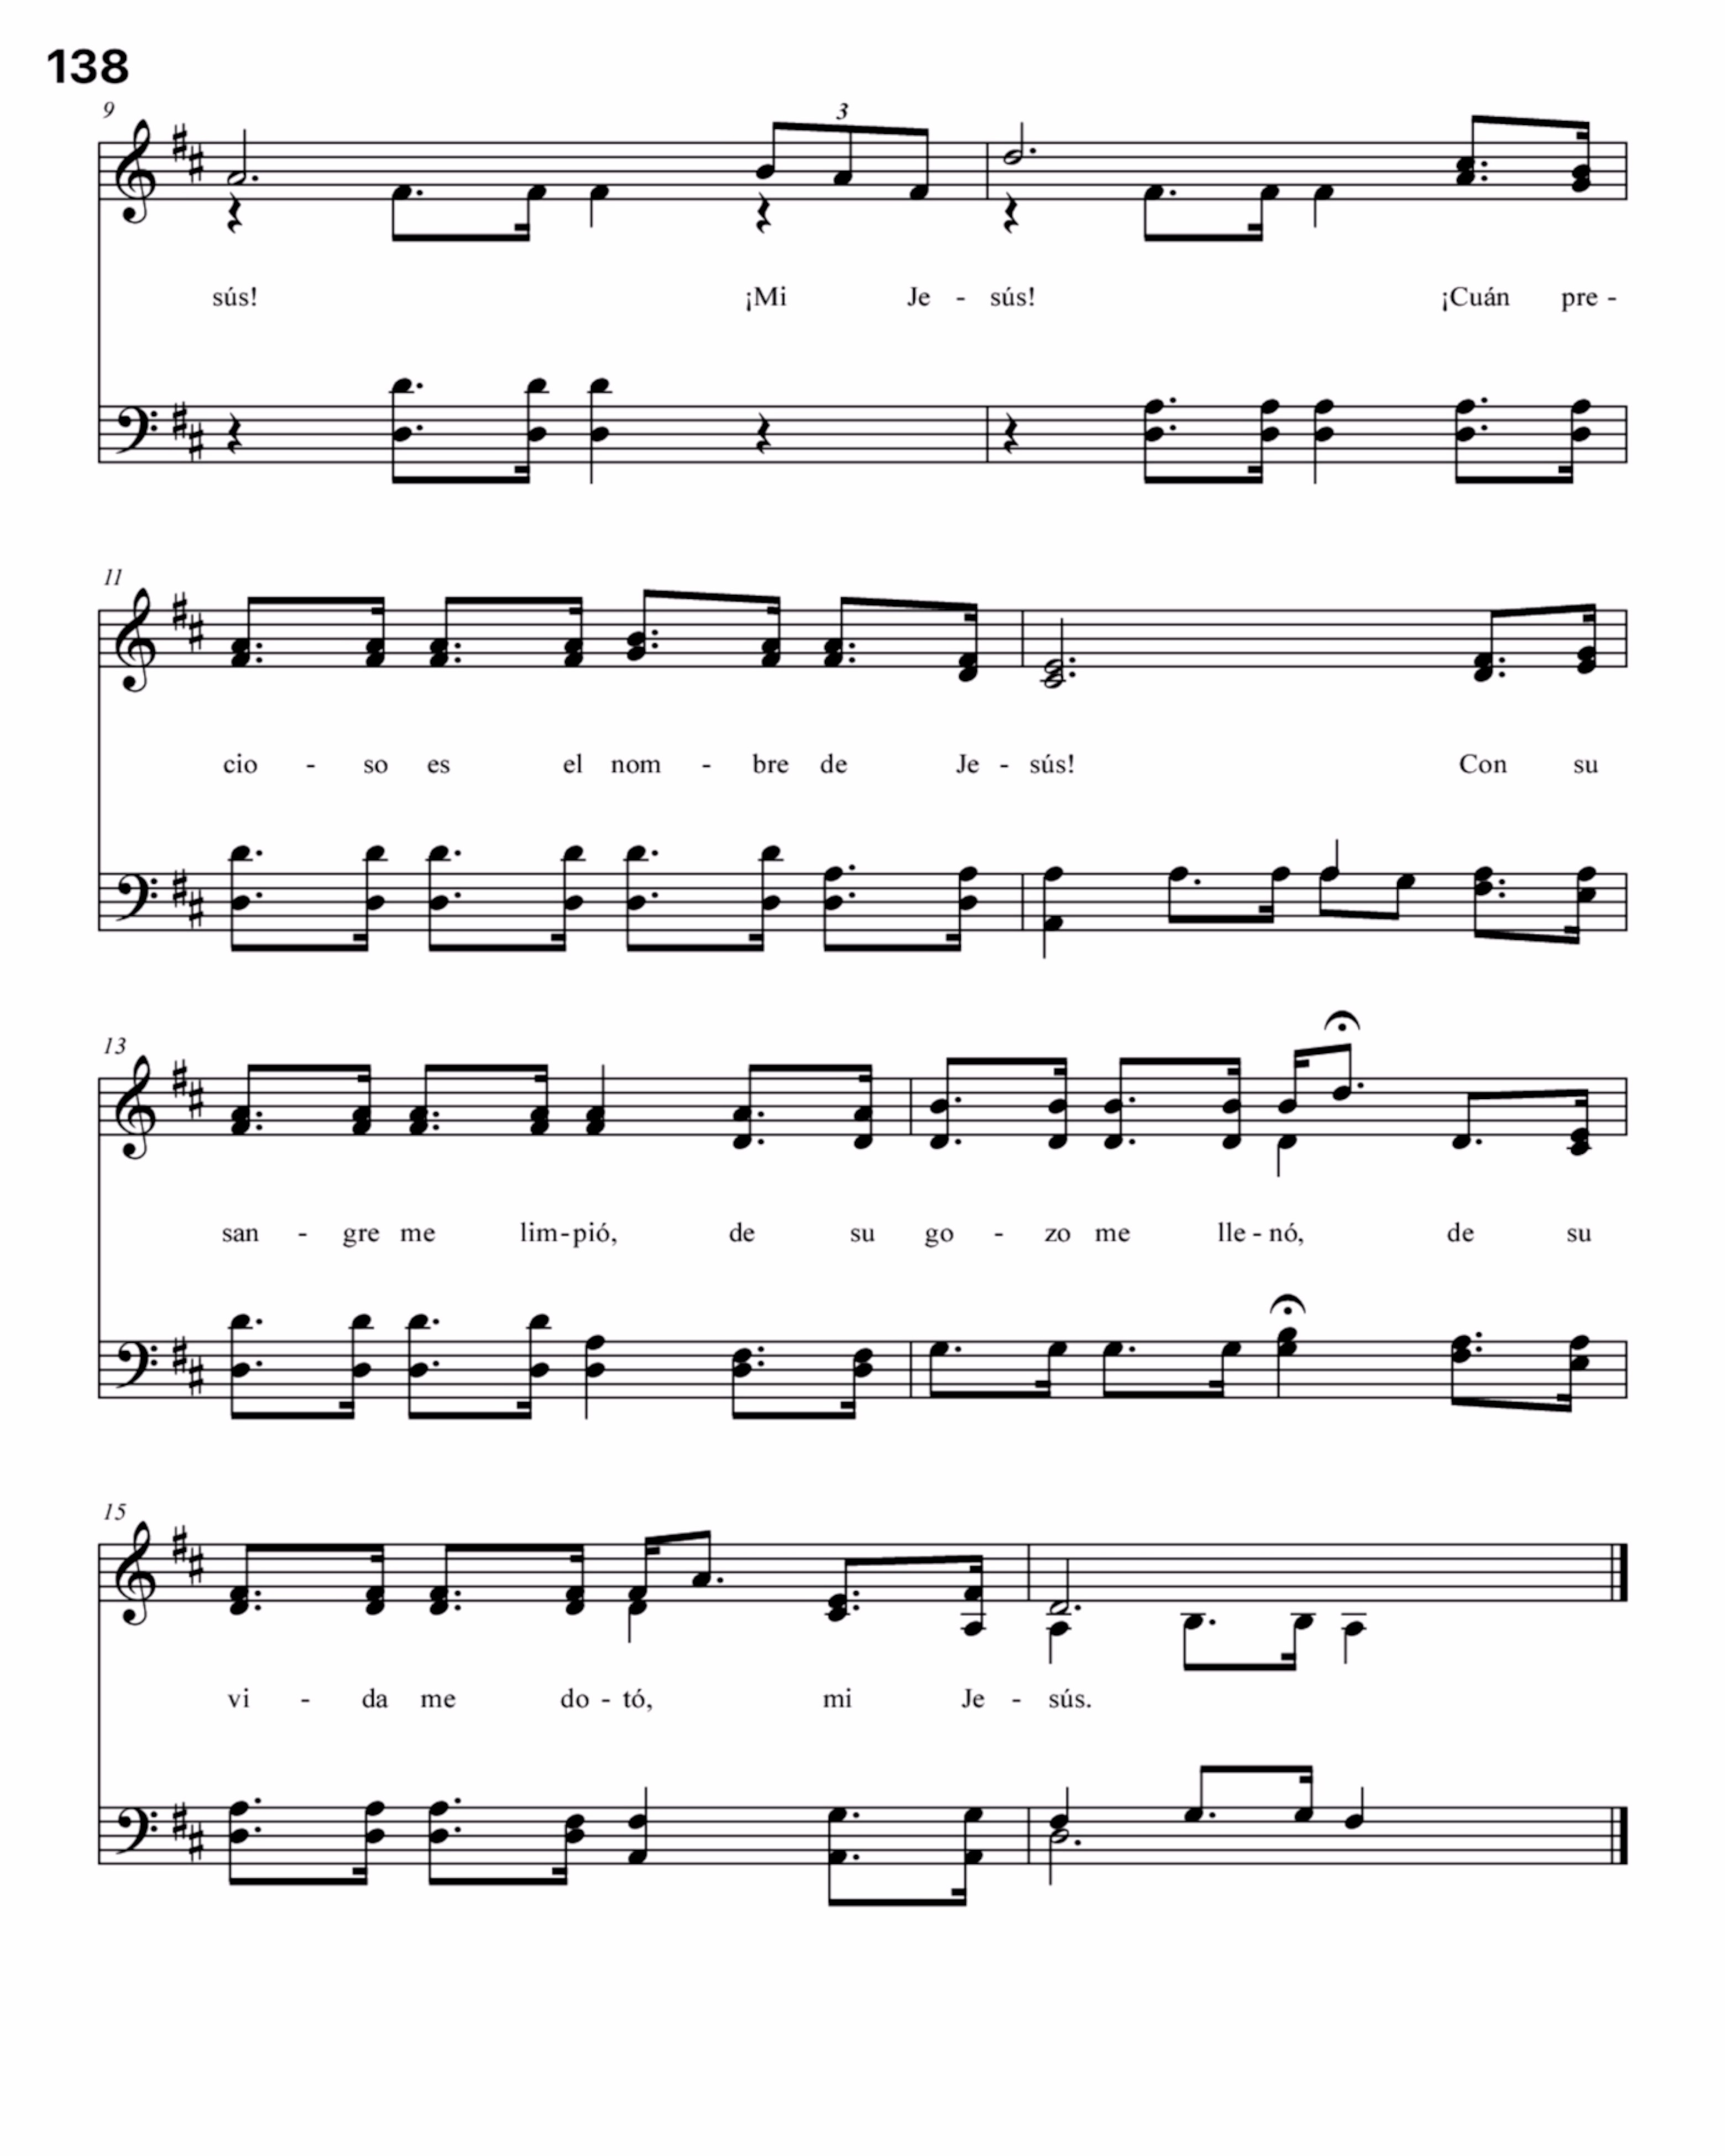 138
9
3
sús! ¡Mi Je - sús! ¡Cuán pre -
11
cio - so es el nom - bre de Je - sús! Con su
13
san - gre me lim - pió, de su go - zo me lle - nó, de su
15
vi - da me do - tó, mi Je - sús.